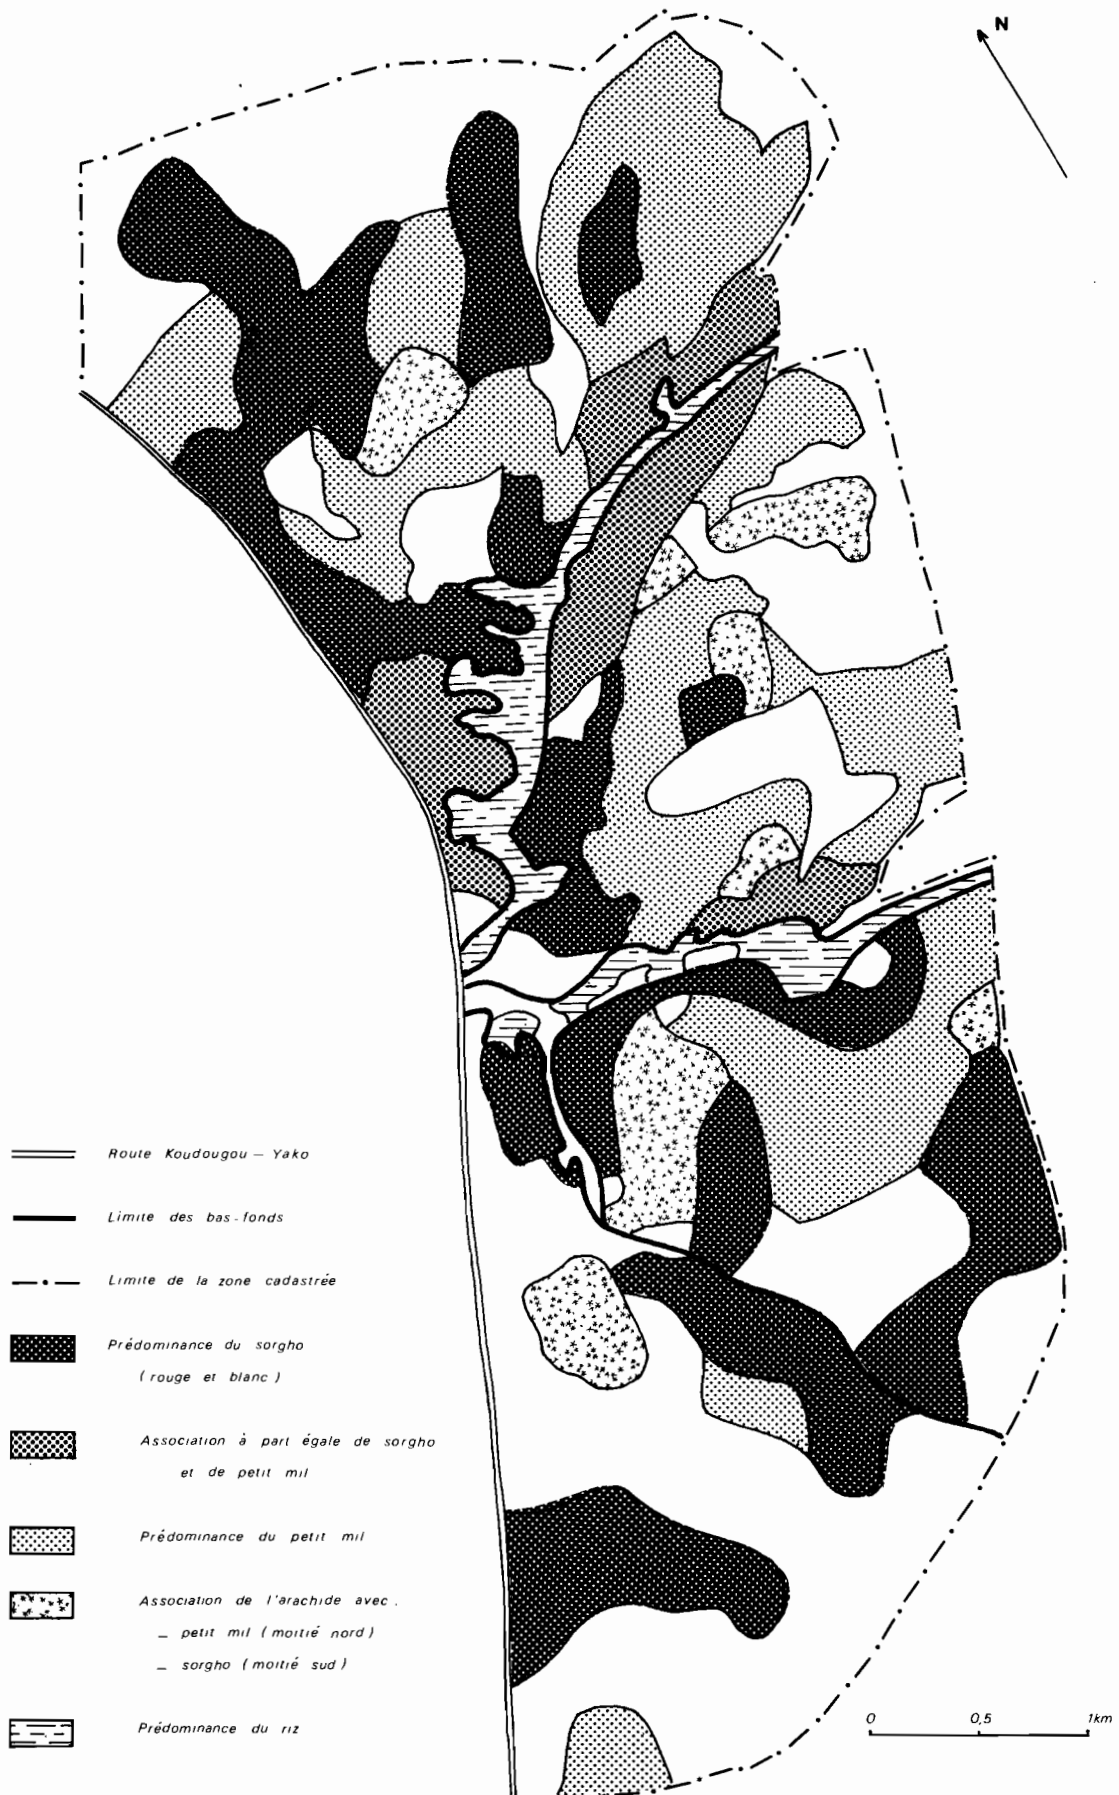 N
Route Koudougou — Yako
Limite des bas-fonds
Limite de la zone cadastrée
Prédominance du sorgho
(rouge et blanc)
Association à part égale de sorgho
et de petit mil
Prédominance du petit mil
Association de l'arachide avec.
— petit mil (moitié nord)
— sorgho (moitié sud)
Prédominance du riz
0 0,5 1km